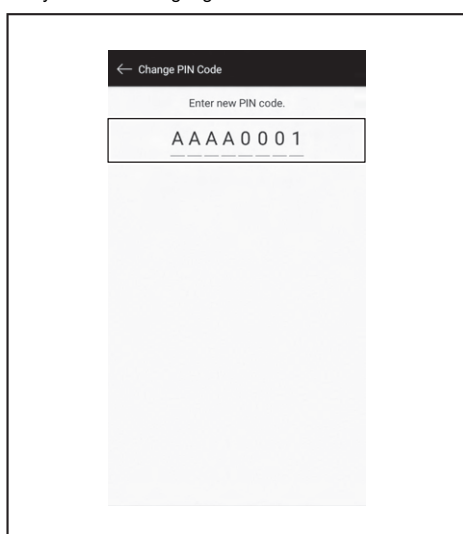 ← Change PIN Code
Enter new PIN code.
AAAA0001